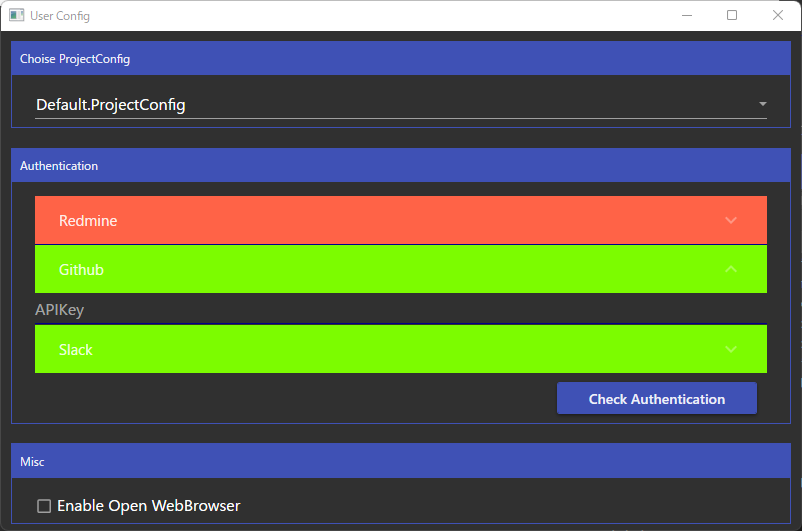 User Config
Choise ProjectConfig
Default.ProjectConfig
Authentication
Redmine
Github
APIKey
Slack
Check Authentication
Misc
Enable Open WebBrowser